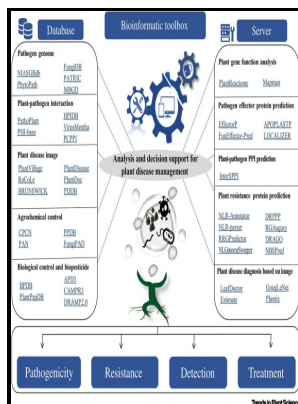 Database
Bioinformatic toolbox
Server
Pathogen genome
NIASGBdb FungiDB
PhytoPath PATRIC
MBGD
Plant-pathogen interaction
PathoPlant HPIDB
PHI-base VirusMentha
PCPPI
Plant disease image
PlantVillage PlantDisease
RoCoLe PlantDoc
BRUNSWICK PDDB
Agrochemical control
CPCN PPDB
PAN FungiPAD
Biological control and biopesticide
BPDB APD3
PlantPepDB CAMPR3
DRAMP2.0
Analysis and decision support for
plant disease management
Plant gene function analysis
PlantReactome Mapman
Pathogen effector protein prediction
EffectorP APOPLASTP
FunEffector-Pred LOCALIZER
Plant-pathogen PPI prediction
InterSPPI
Plant resistance protein prediction
NLR-Annotator DRPPP
NLR-parser RGAugury
RRGPredictor DRAGO
NLGenomeSweeper NBSPred
Plant disease diagnosis based on image
LeafDoctor GoogLeNet
Estimate Plantix
Pathogenicity
Resistance
Detection
Treatment
Trends in Plant Science